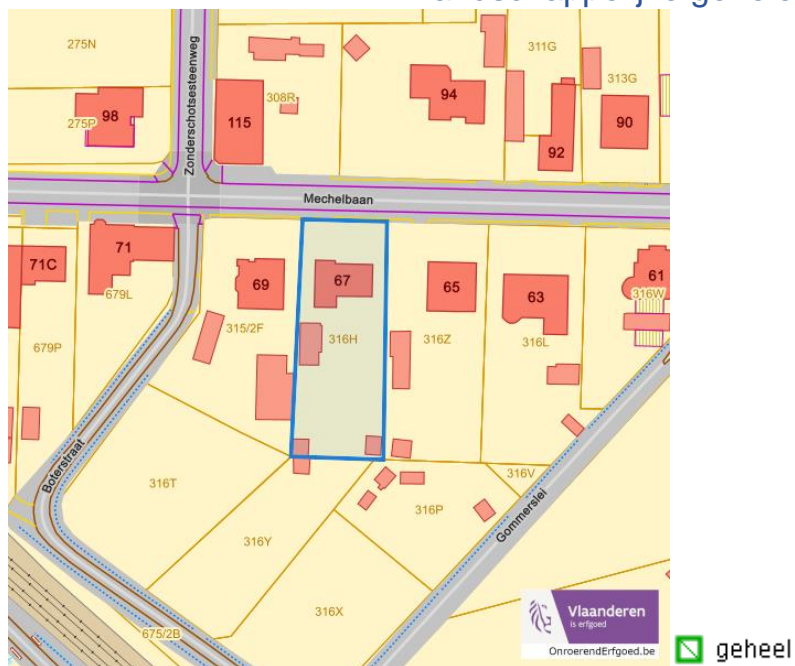 275N
311G
313G
94
98
275P
308R
115
90
92
Zonderschotsesteenweg
Mechelbaan
71
71C
679L
69
67
65
63
61
316W
315/2F
316H
316Z
316L
679P
Boterstraat
316T
316V
316P
Gommerslei
316Y
316X
675/2B
Vlaanderen
is erfgoed
OnroerendErfgoed.be
geheel